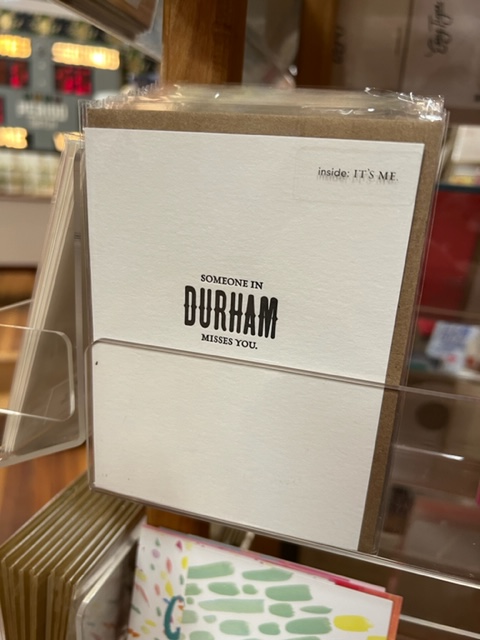 inside: IT'S ME.
SOMEONE IN
DURHAM
MISSES YOU.